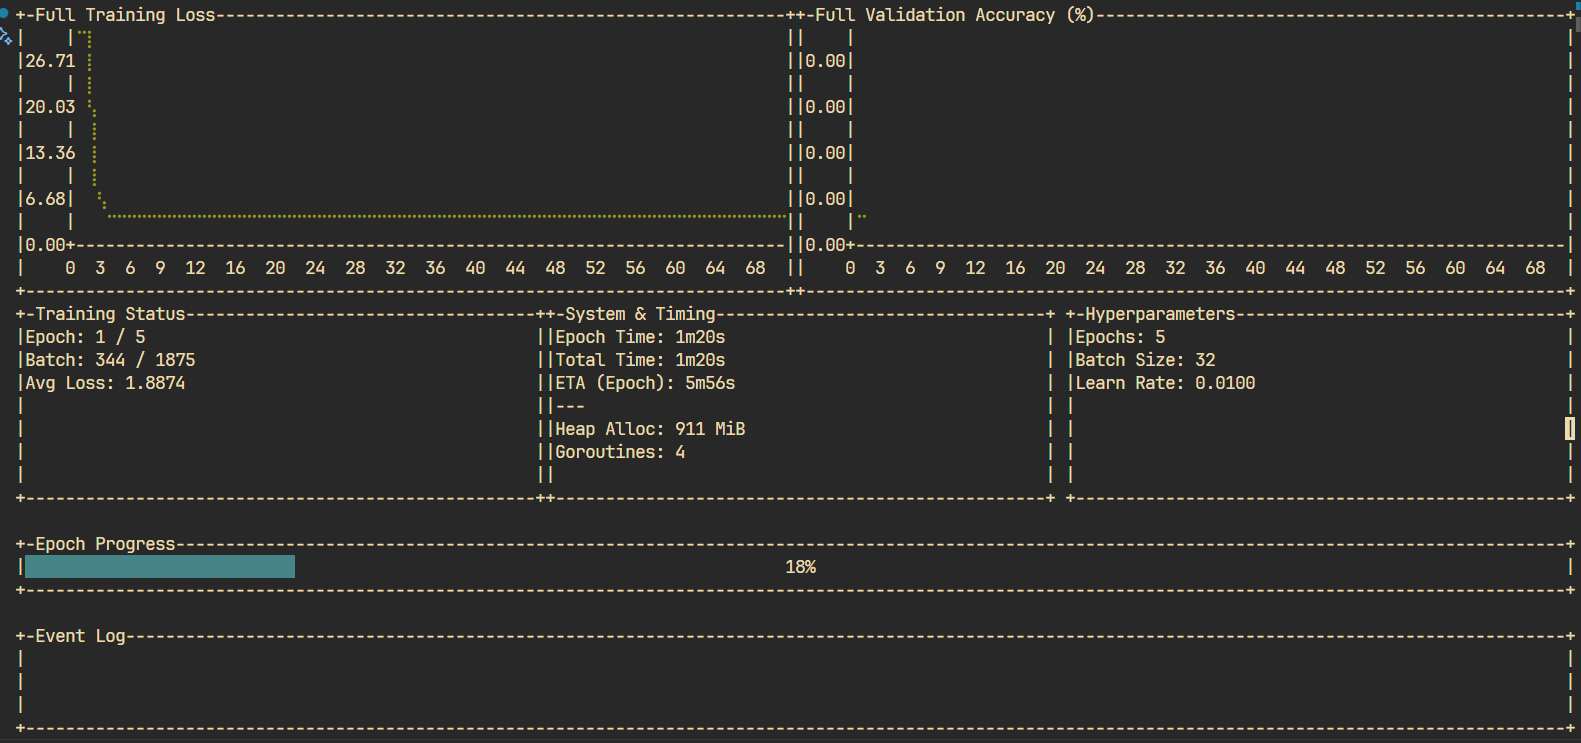 Full Training Loss
26.71
20.03
13.36
6.68
0.00
0 3 6 9 12 16 20 24 28 32 36 40 44 48 52 56 60 64 68
Full Validation Accuracy (%)
0.00
0.00
0.00
0.00
0.00
0 3 6 9 12 16 20 24 28 32 36 40 44 48 52 56 60 64 68
Training Status
Epoch: 1 / 5
Batch: 344 / 1875
Avg Loss: 1.8874
System & Timing
Epoch Time: 1m20s
Total Time: 1m20s
ETA (Epoch): 5m56s
---
Heap Alloc: 911 MiB
Goroutines: 4
Hyperparameters
Epochs: 5
Batch Size: 32
Learn Rate: 0.0100
Epoch Progress
18%
Event Log